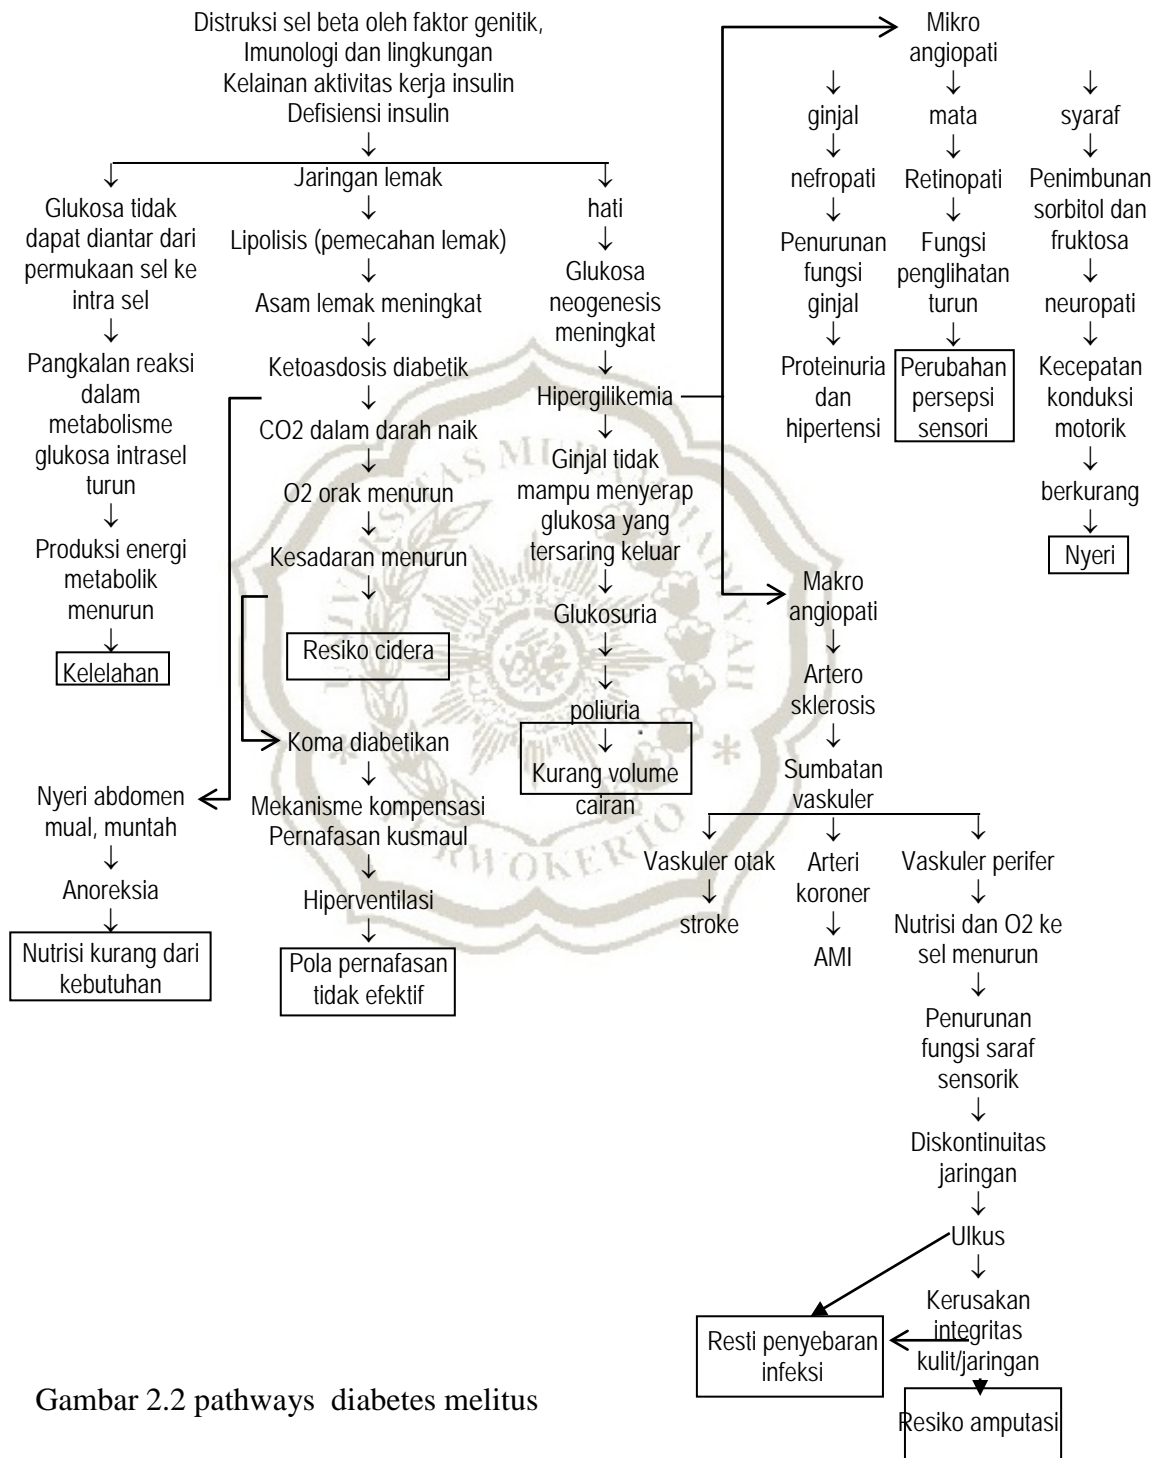 Distruksi sel beta oleh faktor genitik,
Imunologi dan lingkungan
Kelainan aktivitas kerja insulin
Defisiensi insulin
Glukosa tidak
dapat diantar dari
permukaan sel ke
intra sel
Pangkalan reaksi
dalam
metabolisme
glukosa intrasel
turun
Produksi energi
metabolik
menurun
Kelelahan
Jaringan lemak
Lipolisis (pemecahan lemak)
Asam lemak meningkat
Ketoasdosis diabetik
CO2 dalam darah naik
O2 orak menurun
Kesadaran menurun
Resiko cidera
Koma diabetikan
Mekanisme kompensasi
Pernafasan kusmaul
Hiperventilasi
Pola pernafasan
tidak efektif
Nyeri abdomen
mual, muntah
Anoreksia
Nutrisi kurang dari
kebutuhan
hati
Glukosa
neogenesis
meningkat
Hipergilikemia
Ginjal tidak
mampu menyerap
glukosa yang
tersaring keluar
Glukosuria
poliuria
Kurang volume
cairan
Mikro
angiopati
ginjal
nefropati
Penurunan
fungsi
ginjal
Proteinuria
dan
hipertensi
mata
Retinopati
Fungsi
penglihatan
turun
Perubahan
persepsi
sensori
syaraf
Penimbunan
sorbitol dan
fruktosa
neuropati
Kecepatan
konduksi
motorik
berkurang
Nyeri
Makro
angiopati
Artero
sklerosis
Sumbatan
vaskuler
Vaskuler otak
stroke
Arteri
koroner
AMI
Vaskuler perifer
Nutrisi dan O2 ke
sel menurun
Penurunan
fungsi saraf
sensorik
Diskontinuitas
jaringan
Ulkus
Kerusakan
integritas
kulit/jaringan
Resti penyebaran
infeksi
Resiko amputasi
Gambar 2.2 pathways diabetes melitus
PURWOKERTO